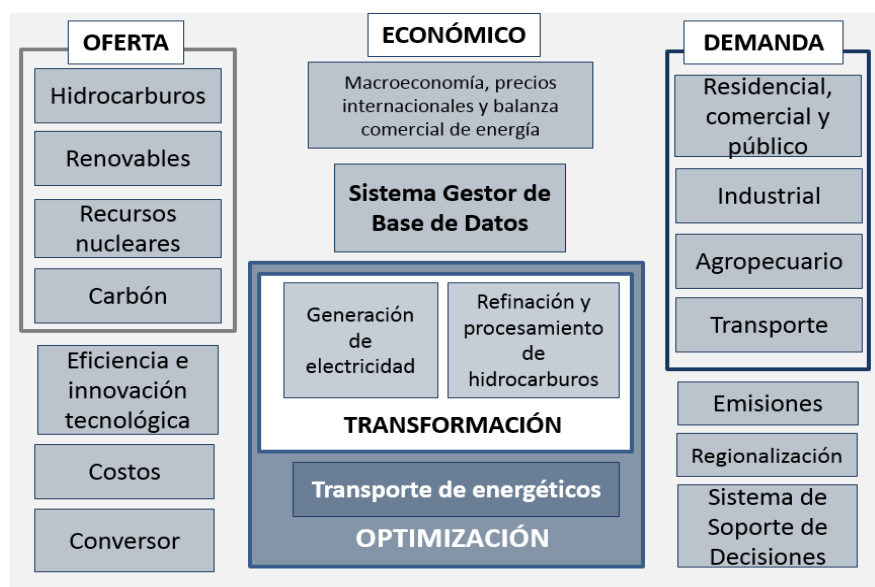 OFERTA
Hidrocarburos
Renovables
Recursos
nucleares
Carbón
Eficiencia e
innovación
tecnológica
Costos
Conversor
ECONÓMICO
Macroeconomía, precios
internacionales y balanza
comercial de energía
Sistema Gestor de
Base de Datos
Generación
de
electricidad
Refinación y
procesamiento
de
hidrocarburos
TRANSFORMACIÓN
Transporte de energéticos
OPTIMIZACIÓN
DEMANDA
Residencial,
comercial y
público
Industrial
Agropecuario
Transporte
Emisiones
Regionalización
Sistema de
Soporte de
Decisiones